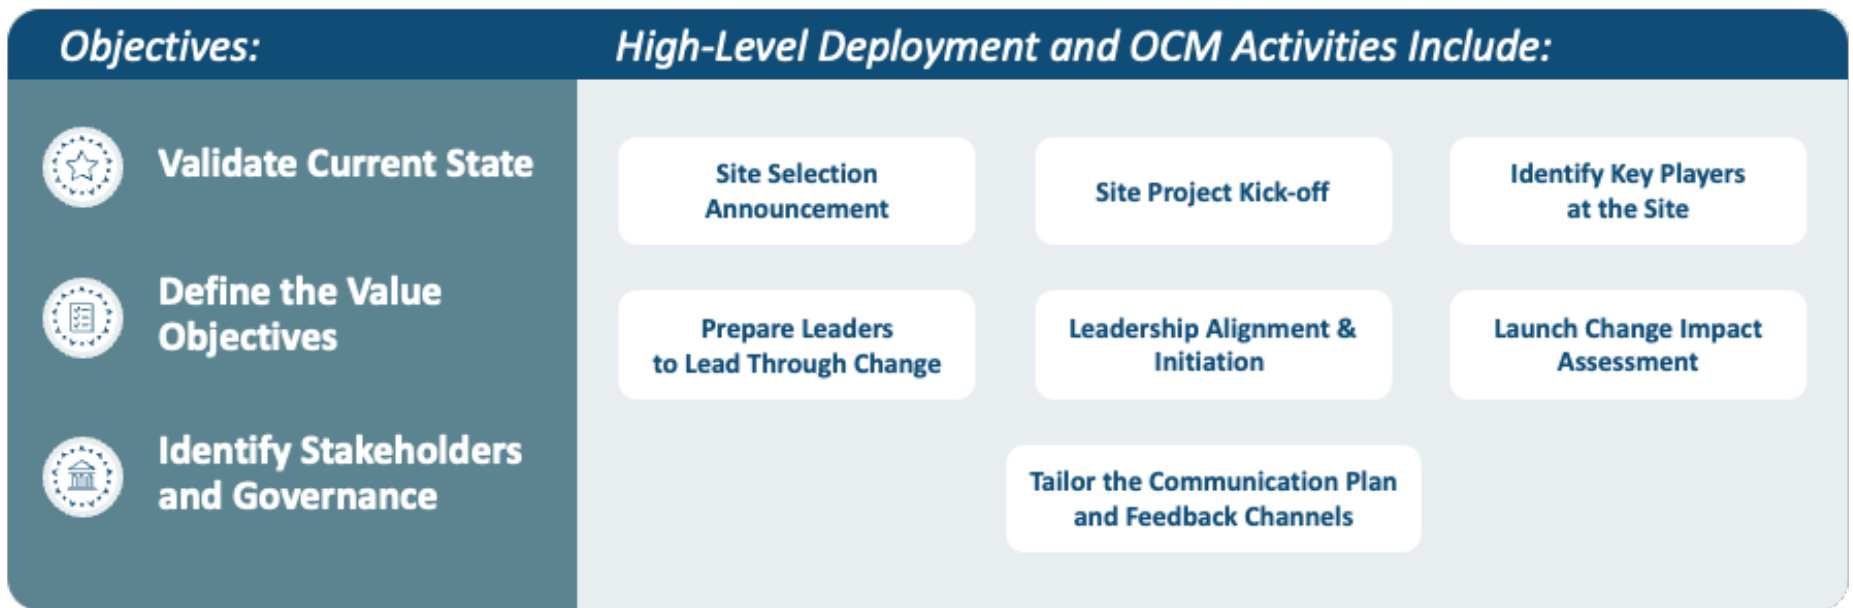 Objectives:
High-Level Deployment and OCM Activities Include:
Validate Current State
Define the Value
Objectives
Identify Stakeholders
and Governance
Site Selection
Announcement
Site Project Kick-off
Identify Key Players
at the Site
Prepare Leaders
to Lead Through Change
Leadership Alignment &
Initiation
Launch Change Impact
Assessment
Tailor the Communication Plan
and Feedback Channels